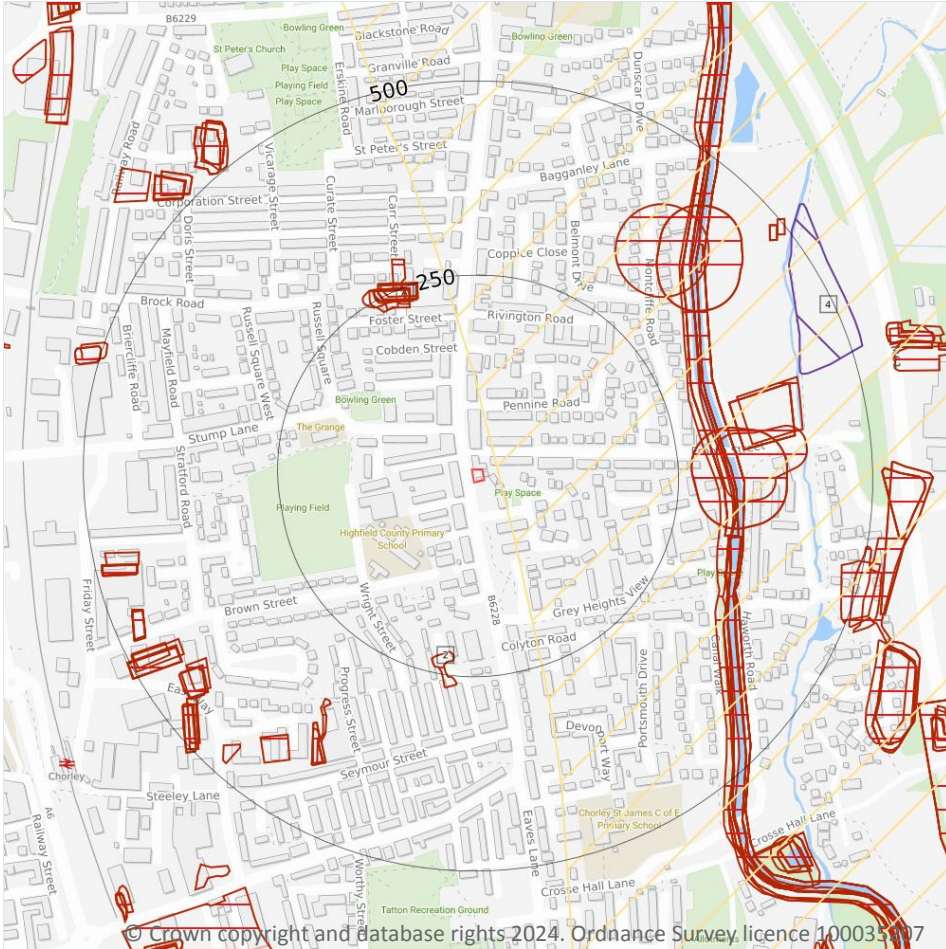 B6229
Bowling Green
Blackstone Road
Bowling Green
St Peter's Church
Granville Road
Erskine Road
Play Space
Playing Field
Play Space
500
Marlborough Street
Dunscar Drive
St Peter's Street
Railway Road
Vicarage Street
Bagganley Lane
Corporation Street
Curate Street
Carr Street
Doris Street
Belmont Drive
Coppice Close
Montcliffe Road
250
Brock Road
Foster Street
Rivington Road
4
Russell Square West
Russell Square
Cobden Street
Briercliffe Road
Mayfield Road
Pennine Road
Bowling Green
Stump Lane
The Grange
Street
Stratford Road
Play Space
Playing Field
Highfield County Primary
School
Friday Street
Brown Street
Wright Street
B6228
Grey Heights View
Colyton Road
2
Haworth Road
Canal Walk
Portsmouth Drive
Progress Street
Devonport Way
Seymour Street
Chorley
Steeley Lane
A6
Railway Street
Eaves Lane
Chorley St James C of E
Primary School
Crosse Hall Lane
Worthy Street
Crosse Hall Lane
Tatton Recreation Ground
© Crown copyright and database rights 2024. Ordnance Survey licence 100035207